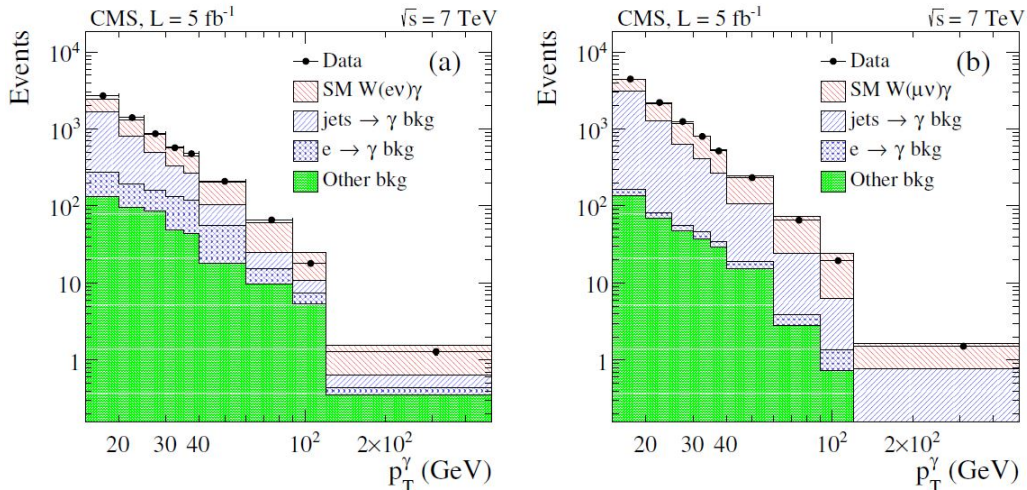 CMS, L = 5 fb⁻¹ √s = 7 TeV
Events
10⁴
10³
10²
10
1
(a)
Data
SM W(eν)γ
jets → γ bkg
e → γ bkg
Other bkg
20 30 40 10² 2×10²
p_T^γ (GeV)
CMS, L = 5 fb⁻¹ √s = 7 TeV
Events
10⁴
10³
10²
10
1
(b)
Data
SM W(μν)γ
jets → γ bkg
e → γ bkg
Other bkg
20 30 40 10² 2×10²
p_T^γ (GeV)